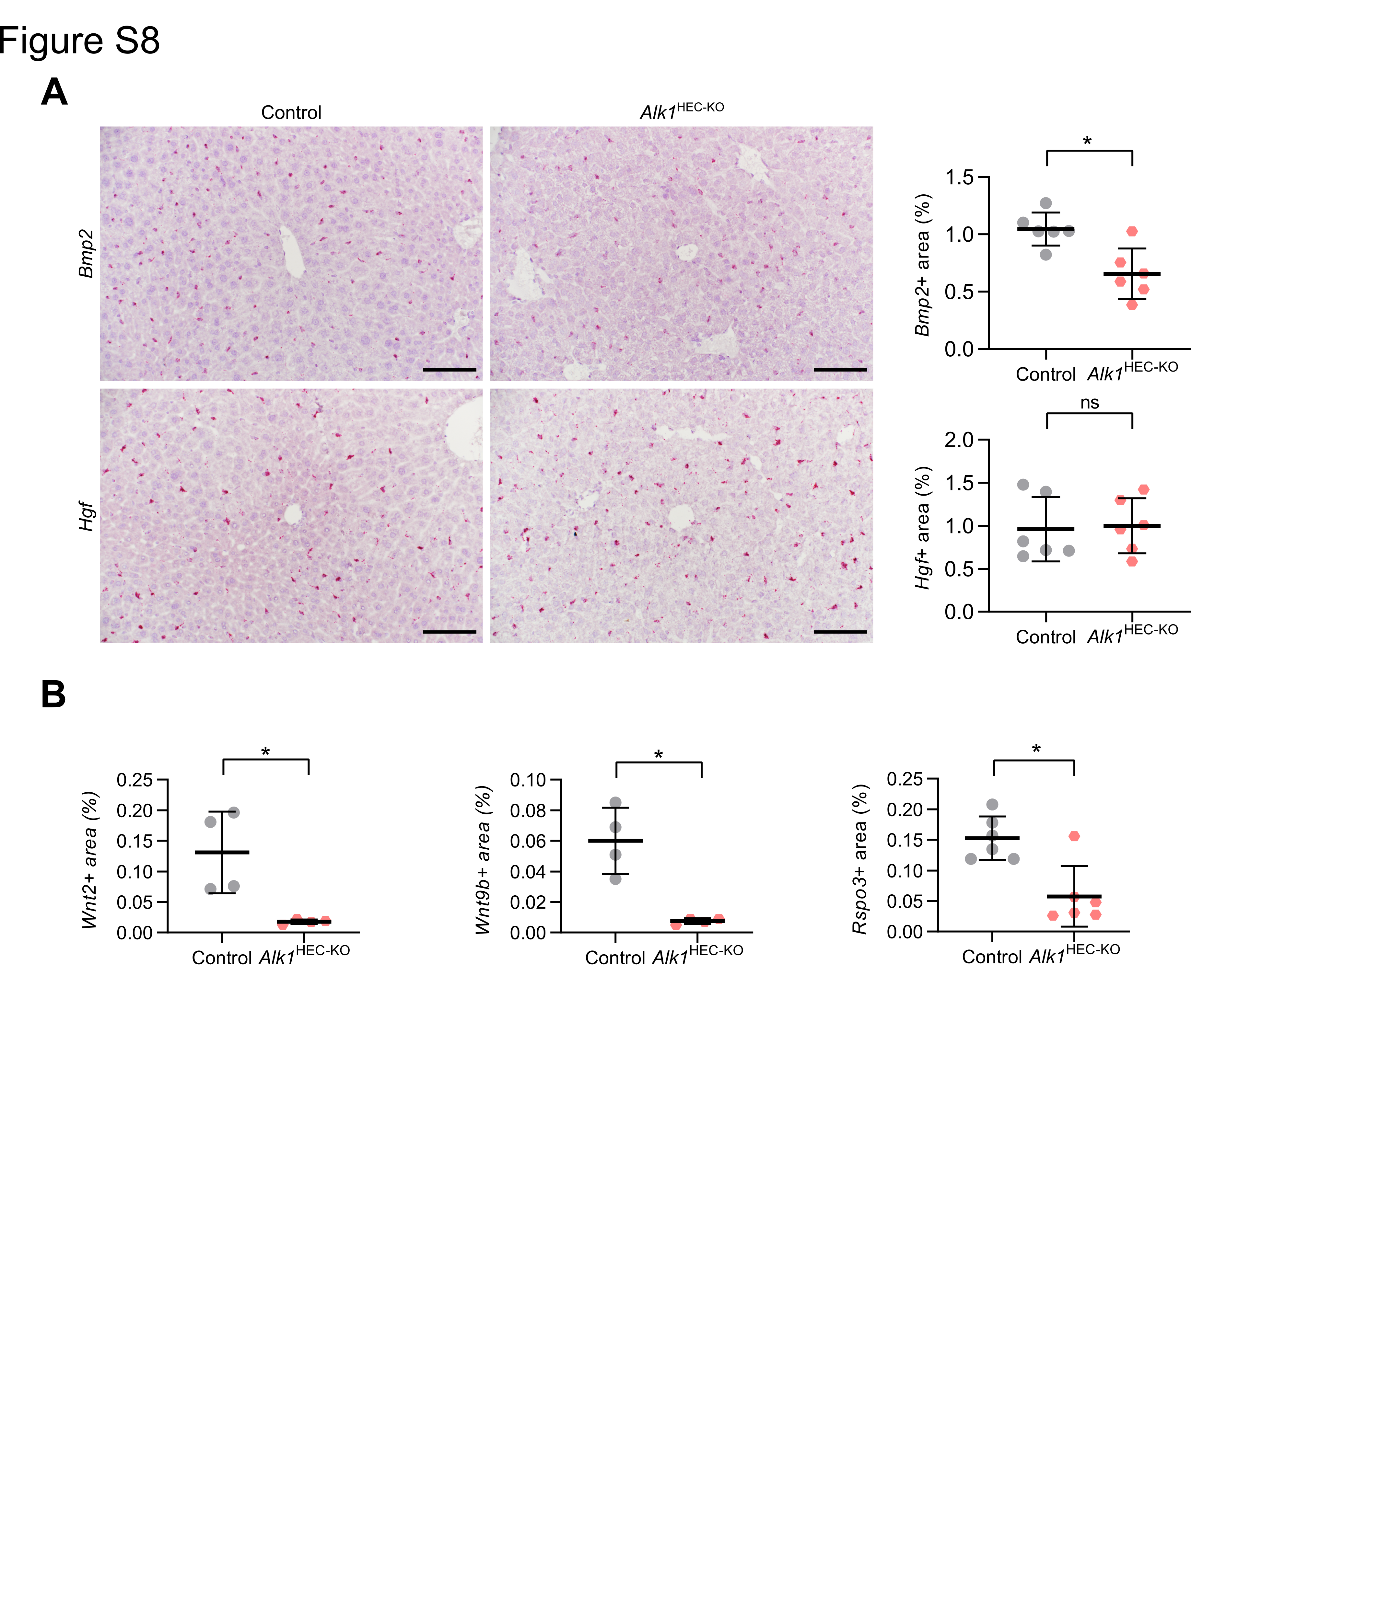 Figure S8
A
Control
Alk1HEC-KO
Bmp2
Hgf
*
Bmp2+ area (%)
1.5
1.0
0.5
0.0
Control Alk1HEC-KO
ns
Hgf+ area (%)
2.0
1.5
1.0
0.5
0.0
Control Alk1HEC-KO
B
*
Wnt2+ area (%)
0.25
0.20
0.15
0.10
0.05
0.00
Control Alk1HEC-KO
*
Wnt9b+ area (%)
0.10
0.08
0.06
0.04
0.02
0.00
Control Alk1HEC-KO
*
Rspo3+ area (%)
0.25
0.20
0.15
0.10
0.05
0.00
Control Alk1HEC-KO